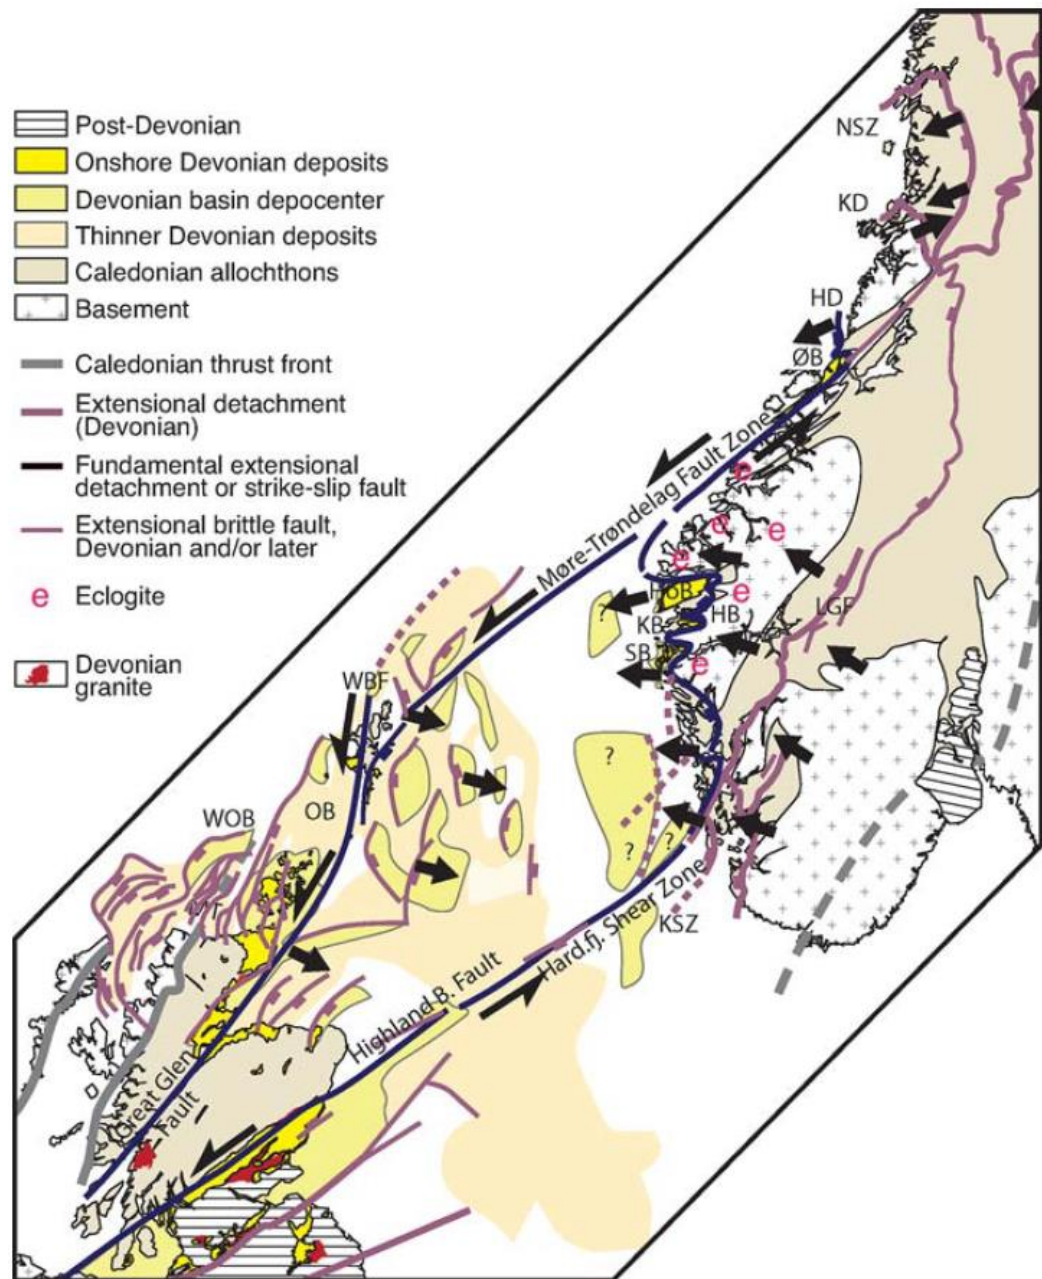 Post-Devonian
Onshore Devonian deposits
Devonian basin depocenter
Thinner Devonian deposits
Caledonian allochthons
Basement
Caledonian thrust front
Extensional detachment
(Devonian)
Fundamental extensional
detachment or strike-slip fault
Extensional brittle fault,
Devonian and/or later
e
Eclogite
Devonian
granite
NSZ
KD
HD
ØB
Møre-Trøndelag Fault Zone
e
e
e
e
?
HOB
e
KB
HB
LGF
SB
e
WBF
?
OB
WOB
?
?
MT
KSZ
Hard.fj. Shear Zone
Highland B. Fault
Great Glen
Fault